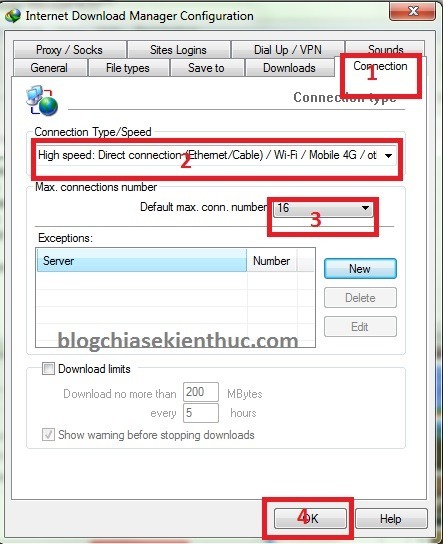 Internet Download Manager Configuration
Proxy / Socks Sites Logins Dial Up / VPN Sounds
General File types Save to Downloads Connection
1
Connection type
Connection Type/Speed
High speed: Direct connection (Ethernet/Cable) / Wi-Fi / Mobile 4G / ot
2
Max. connections number
Default max. conn. number 16
3
Exceptions:
Server Number
New
Delete
Edit
blogchiasekienthuc.com
Download limits
Download no more than 200 MBytes
every 5 hours
Show warning before stopping downloads
4
OK Help